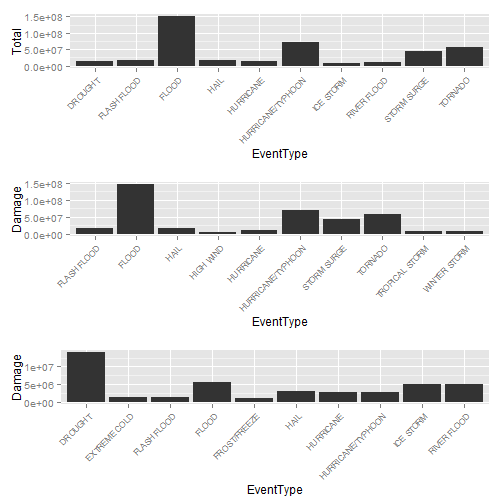 Total
1.5e+08
1.0e+08
5.0e+07
0.0e+00
DROUGHT
FLASH FLOOD
FLOOD
HAIL
HURRICANE
HURRICANE/TYPHOON
ICE STORM
RIVER FLOOD
STORM SURGE
TORNADO
EventType
Damage
1.5e+08
1.0e+08
5.0e+07
0.0e+00
FLASH FLOOD
FLOOD
HAIL
HIGH WIND
HURRICANE
HURRICANE/TYPHOON
STORM SURGE
TORNADO
TROPICAL STORM
WINTER STORM
EventType
Damage
1e+07
5e+06
0e+00
DROUGHT
EXTREME COLD
FLASH FLOOD
FLOOD
FROST/FREEZE
HAIL
HURRICANE
HURRICANE/TYPHOON
ICE STORM
RIVER FLOOD
EventType